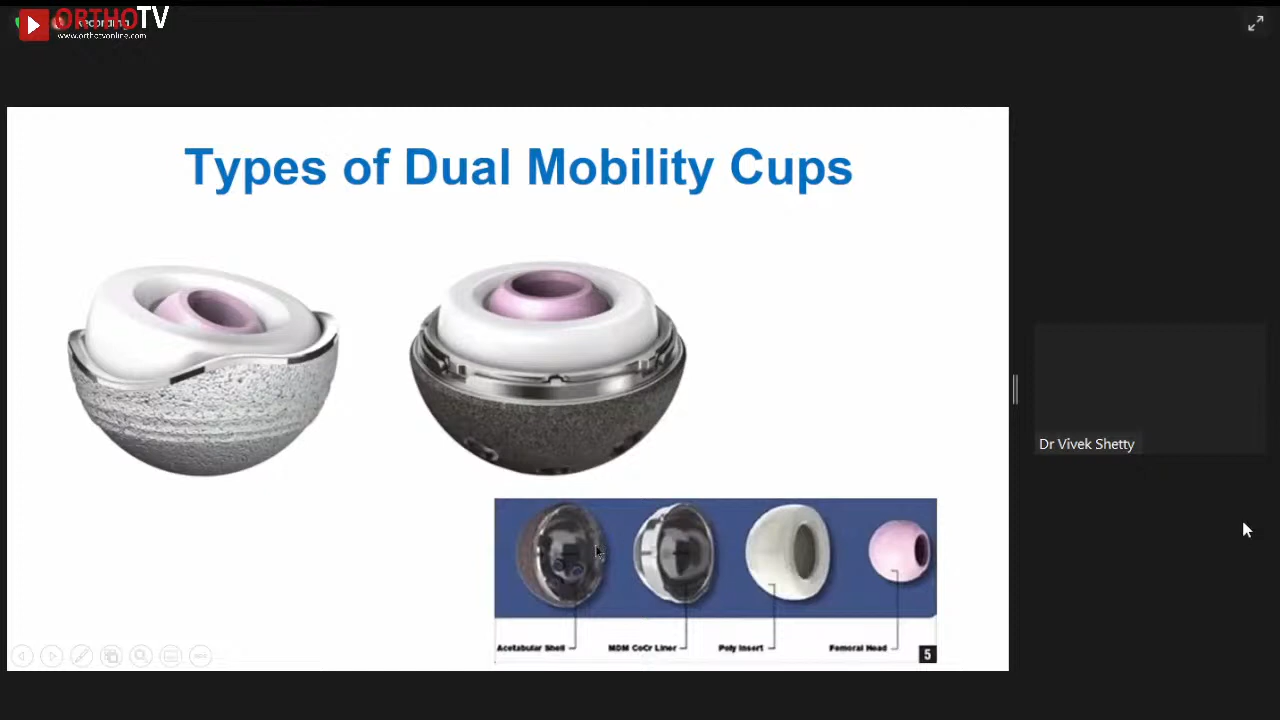 ORTHOTV
Recording
www.orthotvonline.com
Types of Dual Mobility Cups
Dr Vivek Shetty
Acetabular Shell
MDM CoCr Liner
Poly Insert
Femoral Head
5